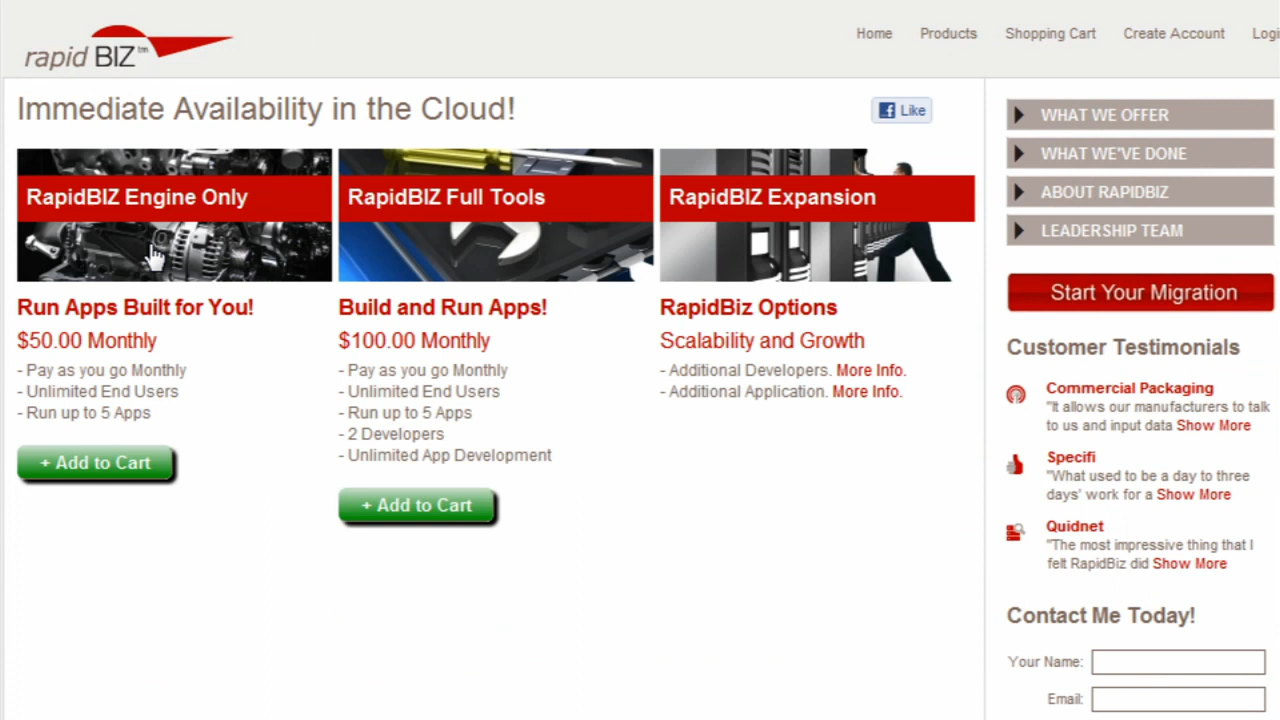 rapid BIZ™
Home Products Shopping Cart Create Account
Immediate Availability in the Cloud!
Like
RapidBIZ Engine Only
Run Apps Built for You!
$50.00 Monthly
- Pay as you go Monthly
- Unlimited End Users
- Run up to 5 Apps
+ Add to Cart
RapidBIZ Full Tools
Build and Run Apps!
$100.00 Monthly
- Pay as you go Monthly
- Unlimited End Users
- Run up to 5 Apps
- 2 Developers
- Unlimited App Development
+ Add to Cart
RapidBIZ Expansion
RapidBiz Options
Scalability and Growth
- Additional Developers. More Info.
- Additional Application. More Info.
WHAT WE OFFER
WHAT WE'VE DONE
ABOUT RAPIDBIZ
LEADERSHIP TEAM
Start Your Migration
Customer Testimonials
Commercial Packaging
"It allows our manufacturers to talk
to us and input data Show More
Specifi
"What used to be a day to three
days' work for a Show More
Quidnet
"The most impressive thing that I
felt RapidBiz did Show More
Contact Me Today!
Your Name:
Email: